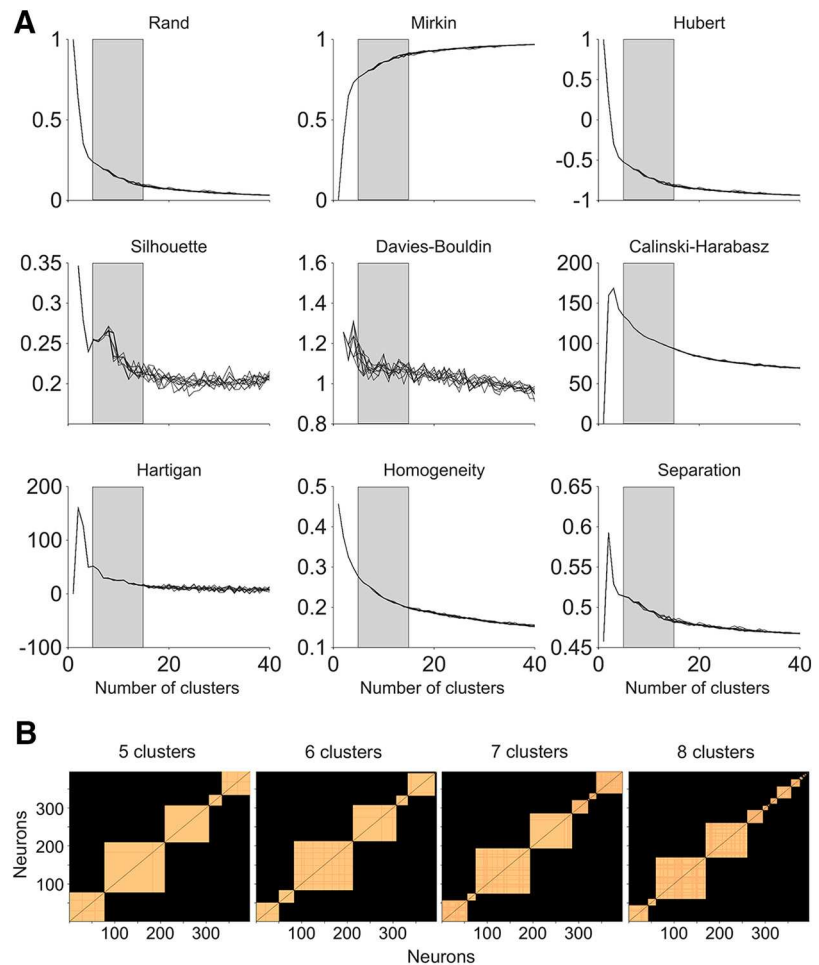 A
Rand
Mirkin
Hubert
1
0.5
0
1
0.5
0
1
0.5
0
-0.5
-1
Silhouette
Davies-Bouldin
Calinski-Harabasz
0.35
0.3
0.25
0.2
1.6
1.4
1.2
1
0.8
200
150
100
50
0
Hartigan
Homogeneity
Separation
200
100
0
-100
0.5
0.4
0.3
0.2
0.1
0.65
0.6
0.55
0.5
0.45
0 20 40
0 20 40
0 20 40
Number of clusters
Number of clusters
Number of clusters
B
5 clusters
6 clusters
7 clusters
8 clusters
Neurons
300
200
100
100 200 300
100 200 300
100 200 300
100 200 300
Neurons